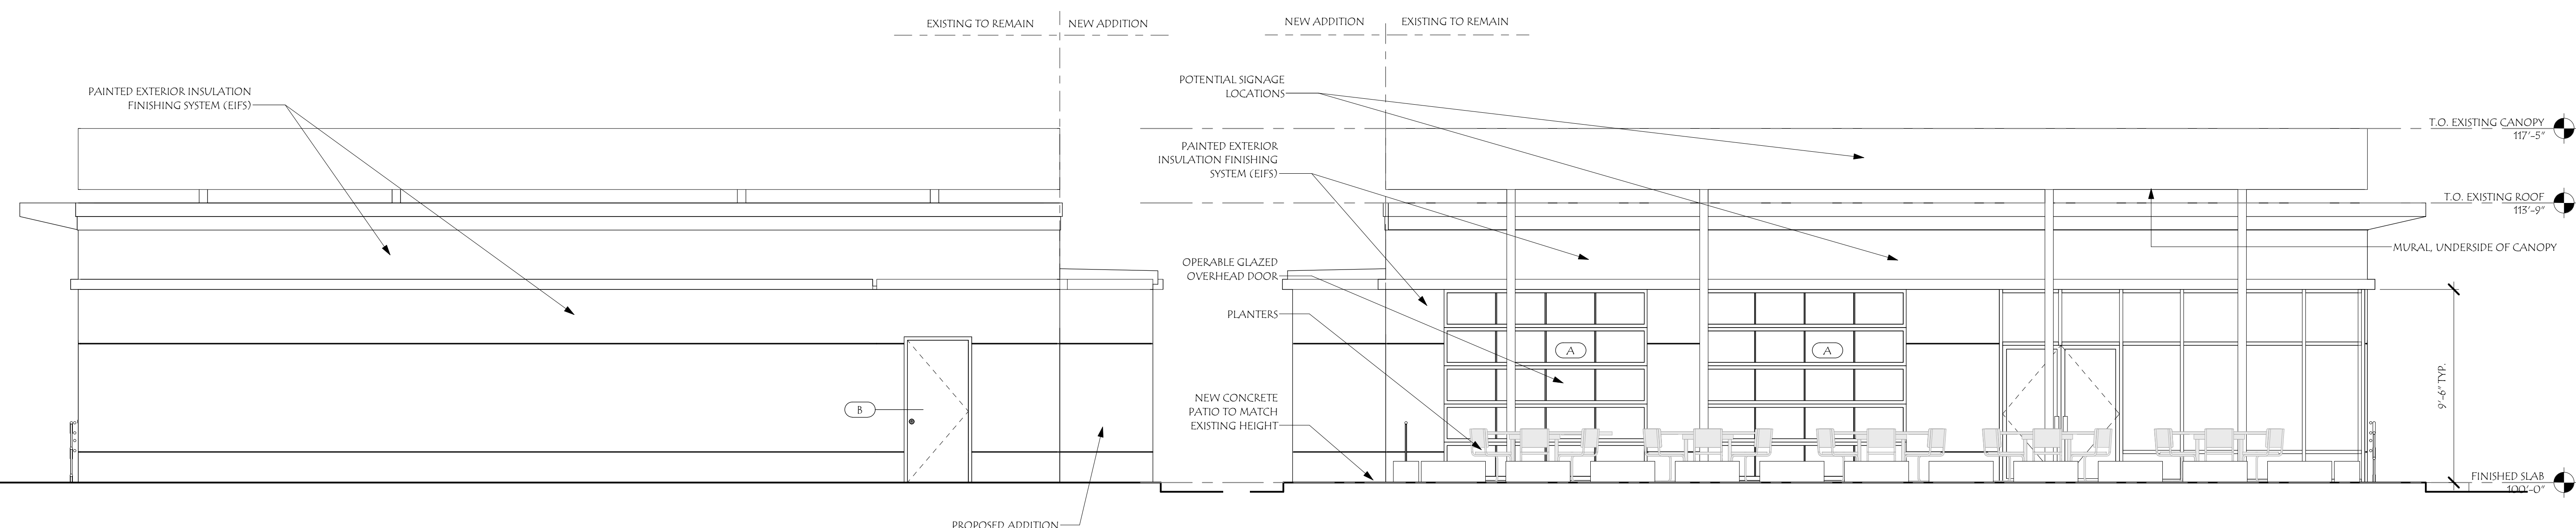 EXISTING TO REMAIN
NEW ADDITION
NEW ADDITION
EXISTING TO REMAIN
PAINTED EXTERIOR INSULATION
FINISHING SYSTEM (EIFS)
POTENTIAL SIGNAGE
LOCATIONS
T.O. EXISTING CANOPY
117'-5"
PAINTED EXTERIOR
INSULATION FINISHING
SYSTEM (EIFS)
T.O. EXISTING ROOF
113'-9"
MURAL, UNDERSIDE OF CANOPY
OPERABLE GLAZED
OVERHEAD DOOR
PLANTERS
A
A
9'-6" TYP.
B
NEW CONCRETE
PATIO TO MATCH
EXISTING HEIGHT
FINISHED SLAB
100'-0"
PROPOSED ADDITION